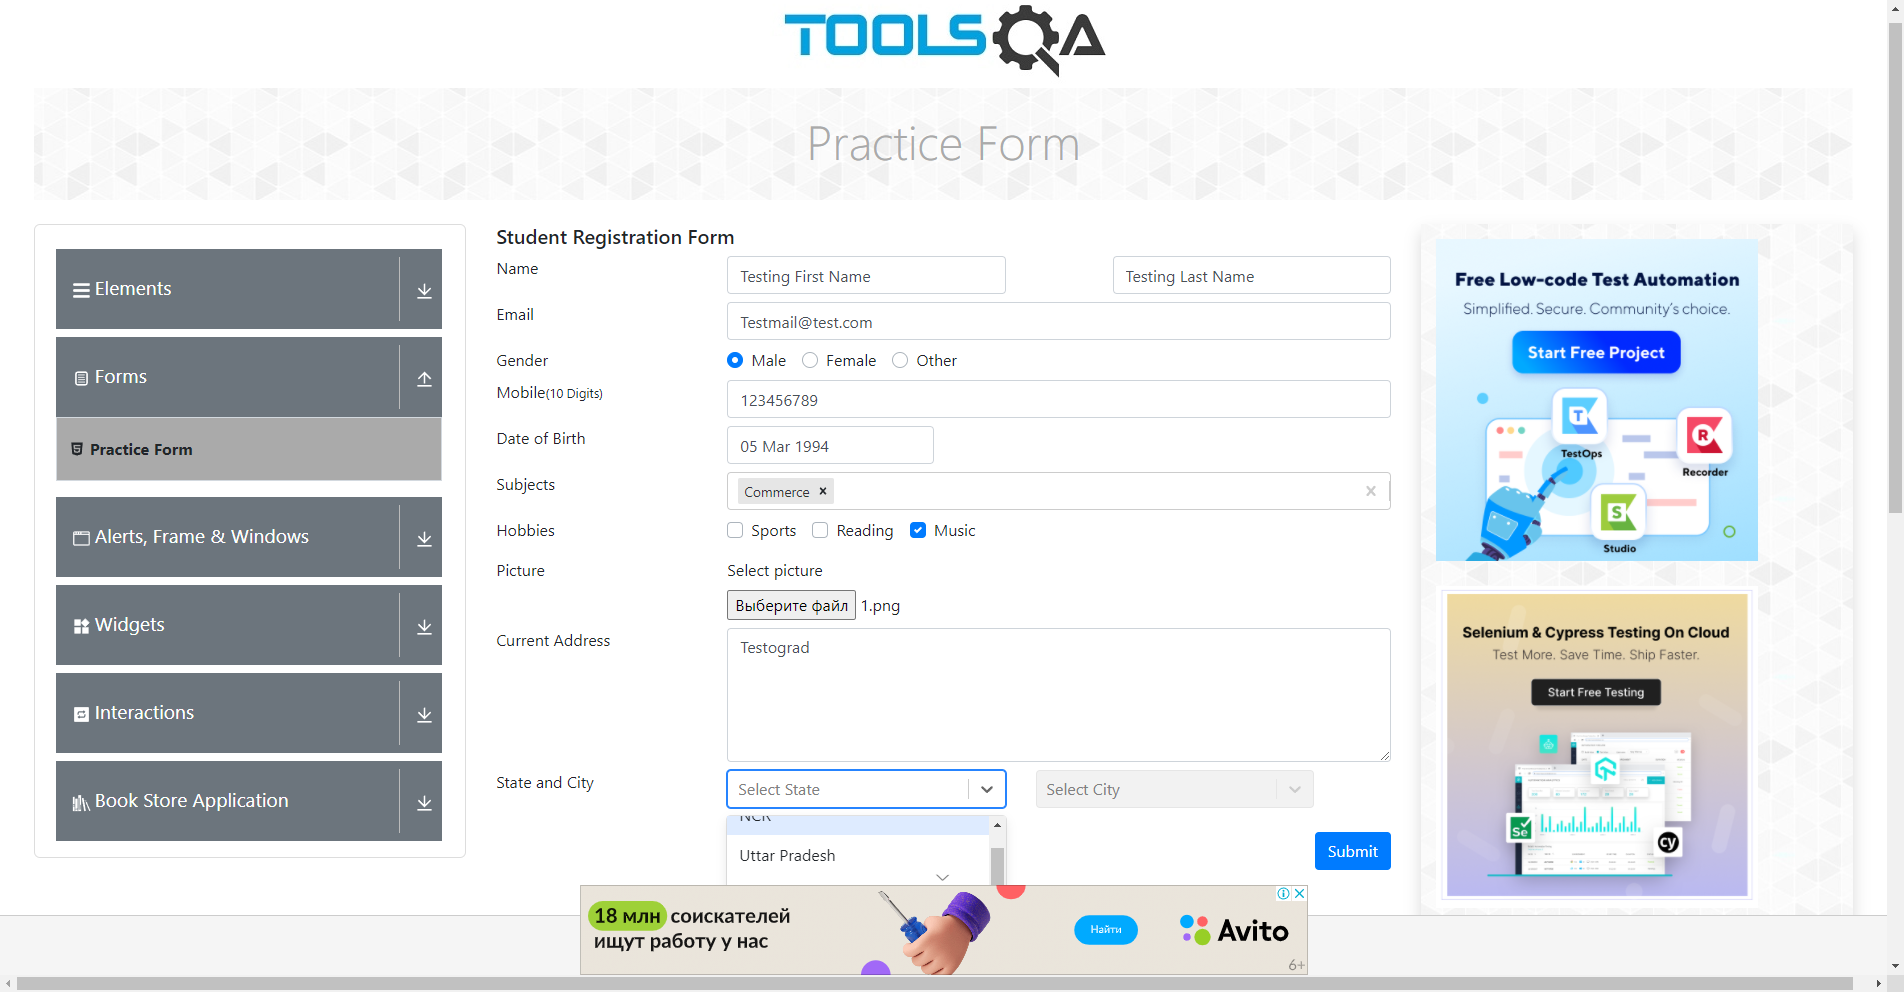 TOOLSQA
Practice Form
Elements
Forms
Practice Form
Alerts, Frame & Windows
Widgets
Interactions
Book Store Application
Student Registration Form
Name
Testing First Name
Testing Last Name
Email
Testmail@test.com
Gender
Male
Female
Other
Mobile(10 Digits)
123456789
Date of Birth
05 Mar 1994
Subjects
Commerce
Hobbies
Sports
Reading
Music
Picture
Select picture
Выберите файл 1.png
Current Address
Testograd
State and City
Select State
Select City
NCR
Uttar Pradesh
Submit
Free Low-code Test Automation
Simplified. Secure. Community's choice.
Start Free Project
TestOps
Recorder
Studio
Selenium & Cypress Testing On Cloud
Test More. Save Time. Ship Faster.
Start Free Testing
Se
cy
18 млн соискателей
ищут работу у нас
Найти
Avito
6+